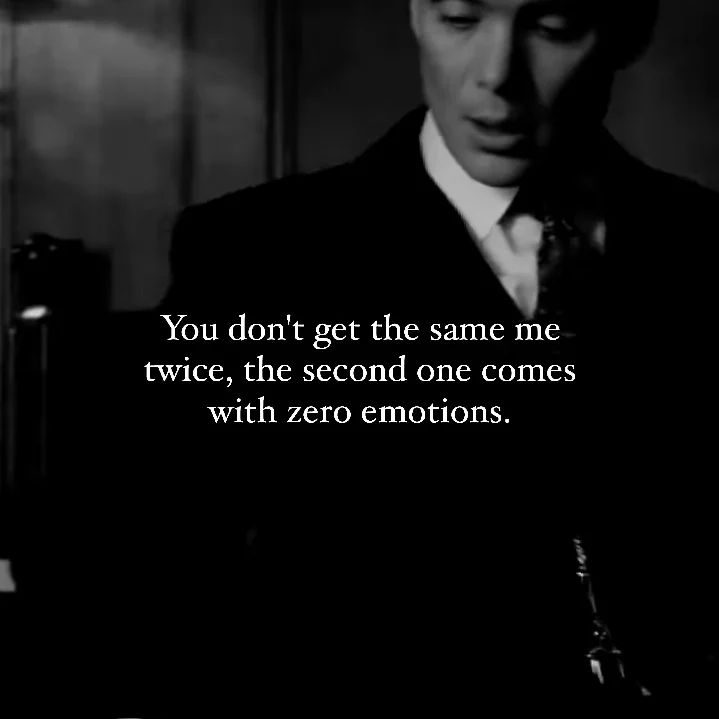 You don't get the same me
twice, the second one comes
with zero emotions.